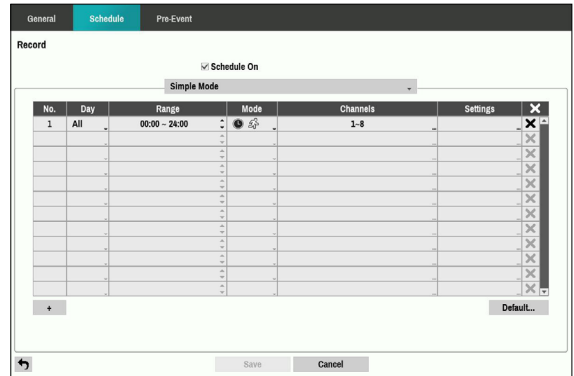 General Schedule Pre-Event
Record
Schedule On
Simple Mode
No. Day Range Mode Channels Settings
1 All 00:00 – 24:00 1~8
+ Default...
Save Cancel